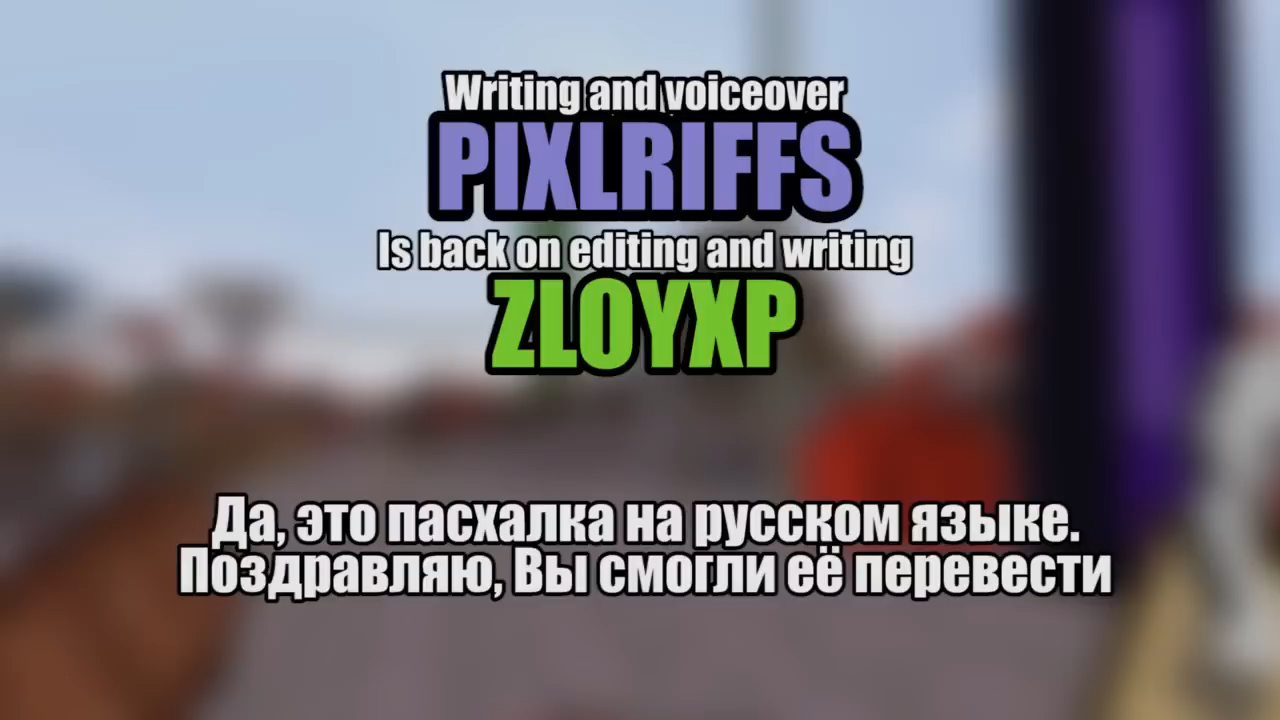 Writing and voiceover
PIXLRIFFS
Is back on editing and writing
ZLOYXP
Да, это пасхалка на русском языке.
Поздравляю, Вы смогли её перевести